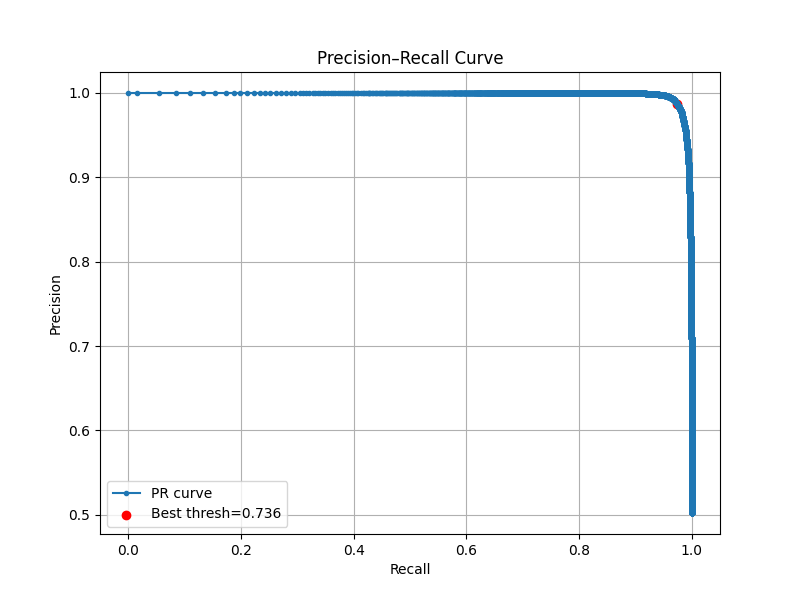 Precision–Recall Curve
1.0
0.9
0.8
0.7
0.6
0.5
Precision
PR curve
Best thresh=0.736
0.0 0.2 0.4 0.6 0.8 1.0
Recall